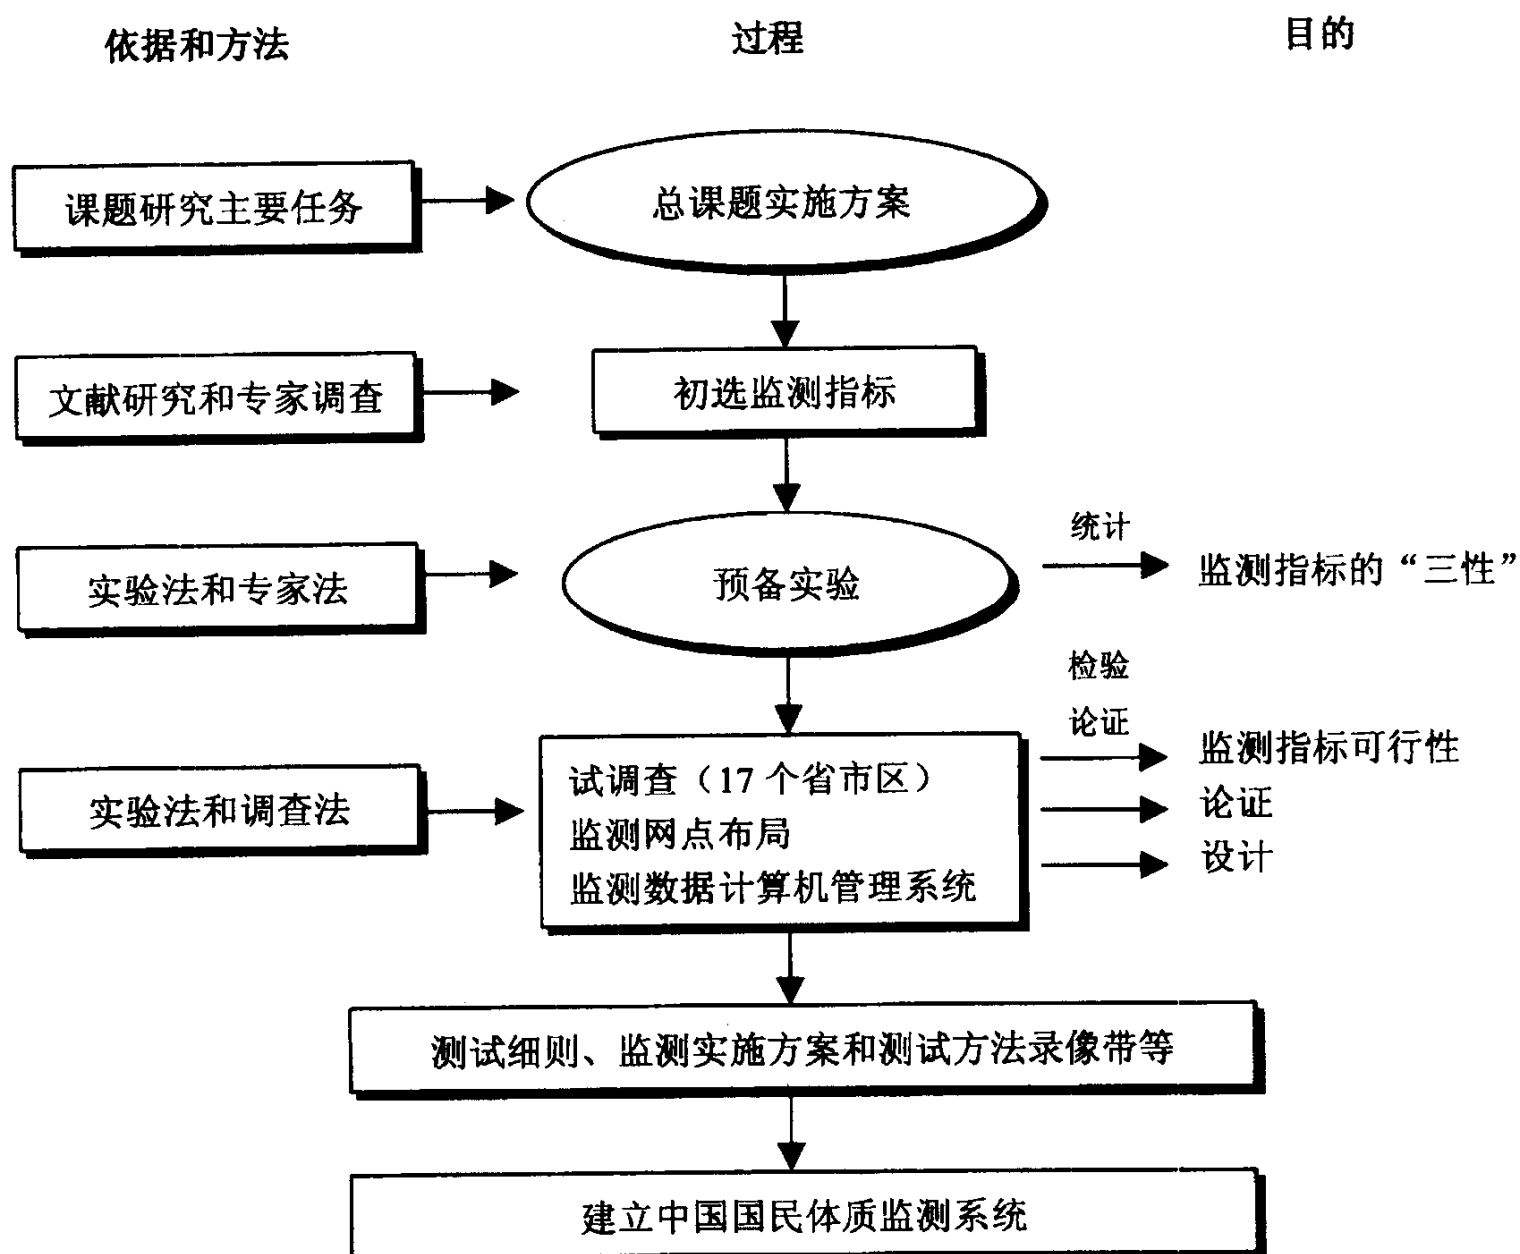 依据和方法
过程
目的
课题研究主要任务
总课题实施方案
文献研究和专家调查
初选监测指标
实验法和专家法
预备实验
统计
监测指标的“三性”
检验
论证
实验法和调查法
试调查（17个省市区）
监测网点布局
监测数据计算机管理系统
监测指标可行性
论证
设计
测试细则、监测实施方案和测试方法录像带等
建立中国国民体质监测系统